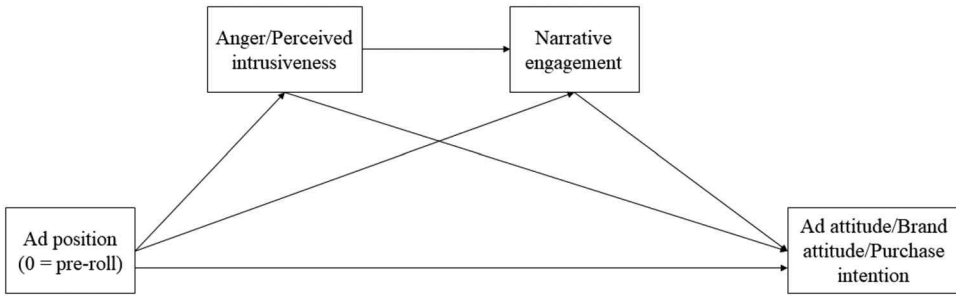 Anger/Perceived
intrusiveness
Narrative
engagement
Ad position
(0 = pre-roll)
Ad attitude/Brand
attitude/Purchase
intention